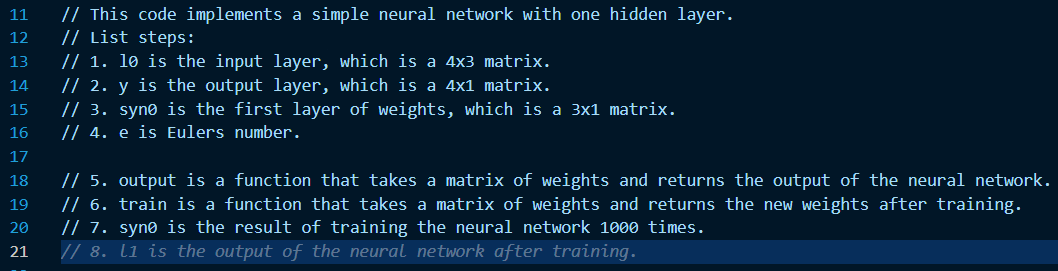 11 // This code implements a simple neural network with one hidden layer.
12 // List steps:
13 // 1. l0 is the input layer, which is a 4x3 matrix.
14 // 2. y is the output layer, which is a 4x1 matrix.
15 // 3. syn0 is the first layer of weights, which is a 3x1 matrix.
16 // 4. e is Eulers number.
17
18 // 5. output is a function that takes a matrix of weights and returns the output of the neural network.
19 // 6. train is a function that takes a matrix of weights and returns the new weights after training.
20 // 7. syn0 is the result of training the neural network 1000 times.
21 // 8. l1 is the output of the neural network after training.